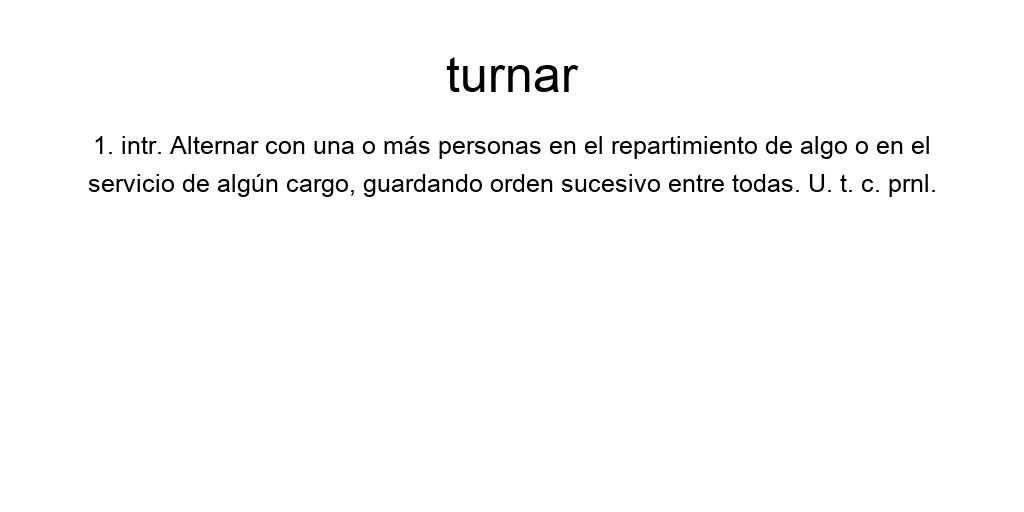 turnar
1. intr. Alternar con una o más personas en el repartimiento de algo o en el
servicio de algún cargo, guardando orden sucesivo entre todas. U. t. c. prnl.